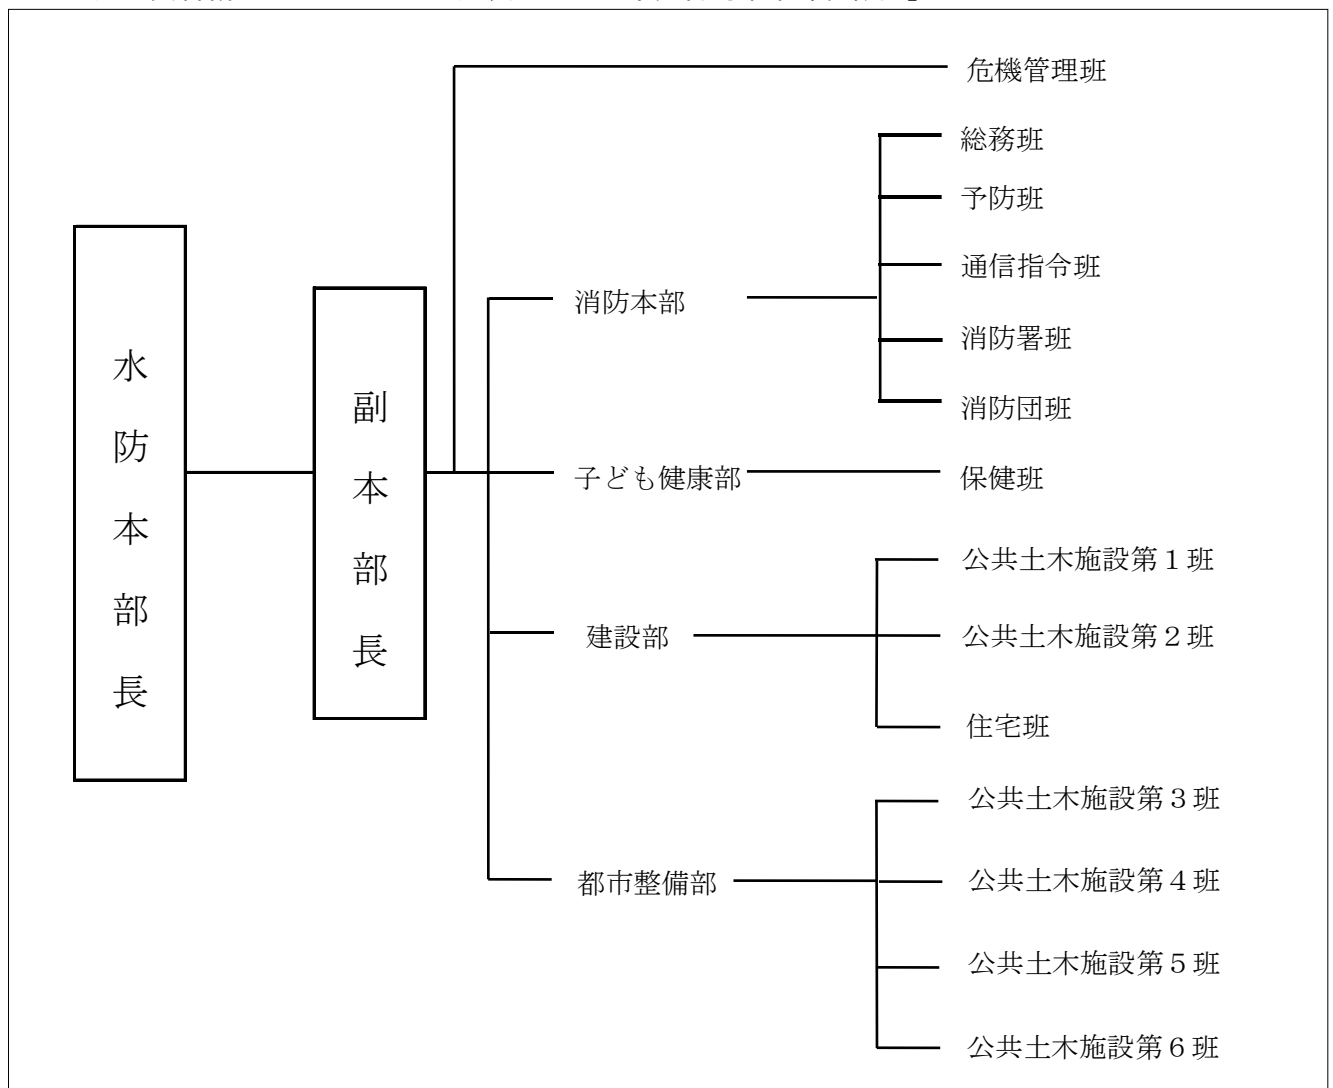 水防本部長
副本部長
危機管理班
消防本部
総務班
予防班
通信指令班
消防署班
消防団班
子ども健康部
保健班
建設部
公共土木施設第１班
公共土木施設第２班
住宅班
都市整備部
公共土木施設第３班
公共土木施設第４班
公共土木施設第５班
公共土木施設第６班